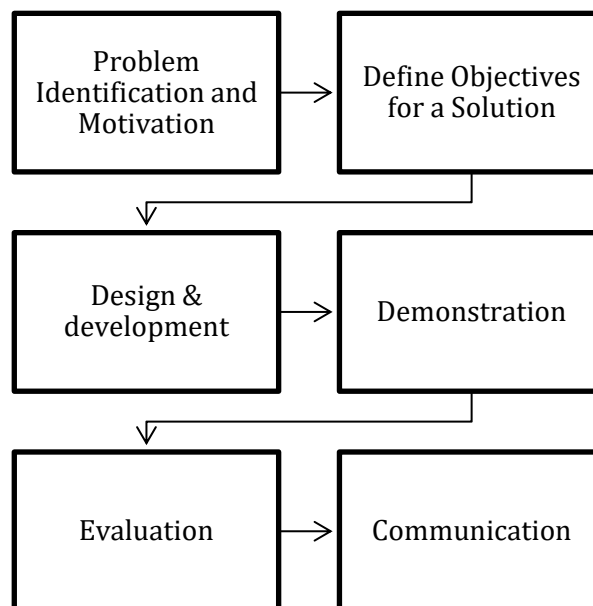 Problem
Identification and
Motivation
Define Objectives
for a Solution
Design &
development
Demonstration
Evaluation
Communication